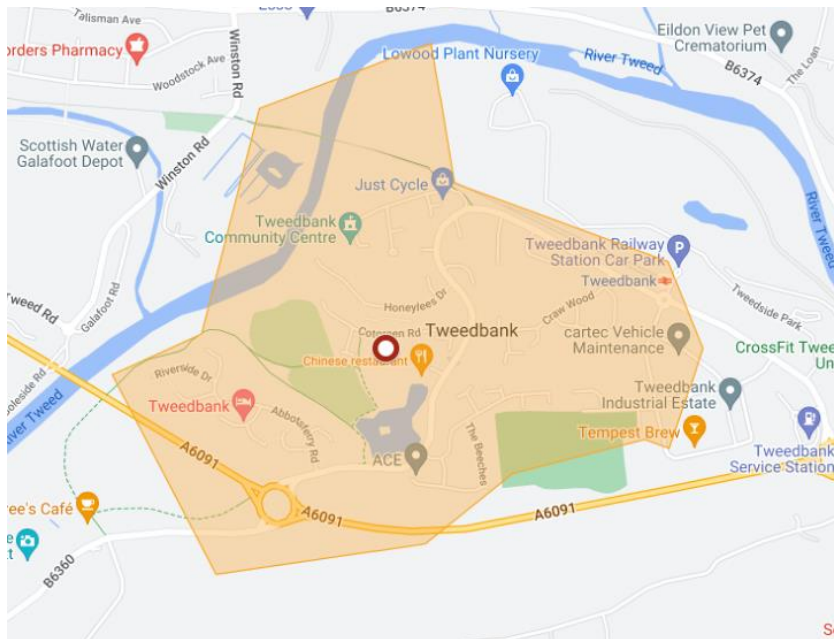 Talisman Ave
orders Pharmacy
Woodstock Ave
Winston Rd
B6374
Lowood Plant Nursery
Eildon View Pet
Crematorium
The Loan
River Tweed
B6374
Scottish Water
Galafoot Depot
Winston Rd
Just Cycle
Tweedbank
Community Centre
Tweedbank Railway
Station Car Park
Tweedbank
River Tweed
Tweedside Park
Honeylees Dr
Craw Wood
Tweed Rd
Galafoot Rd
Cotgreen Rd
Tweedbank
Chinese restaurant
cartec Vehicle
Maintenance
CrossFit Twee
Un
Boleside Rd
River Tweed
Riverside Dr
Tweedbank
Abbotsferry Rd
The Beeches
Tweedbank
Industrial Estate
Tempest Brew
ACE
A6091
Tweedbank
Service Station
A6091
A6091
ree's Café
B6360